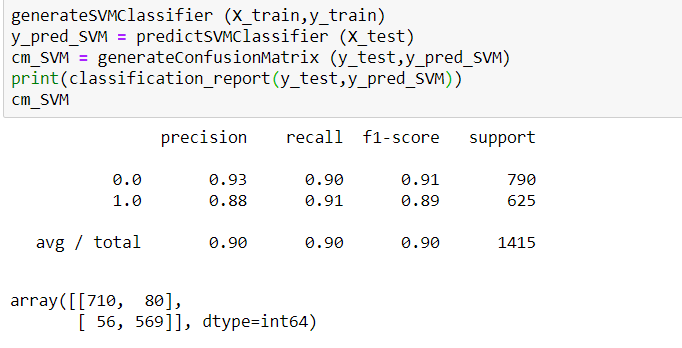 generateSVMClassifier (X_train,y_train)
y_pred_SVM = predictSVMClassifier (X_test)
cm_SVM = generateConfusionMatrix (y_test,y_pred_SVM)
print(classification_report(y_test,y_pred_SVM))
cm_SVM
precision recall f1-score support
0.0 0.93 0.90 0.91 790
1.0 0.88 0.91 0.89 625
avg / total 0.90 0.90 0.90 1415
array([[710, 80],
[ 56, 569]], dtype=int64)